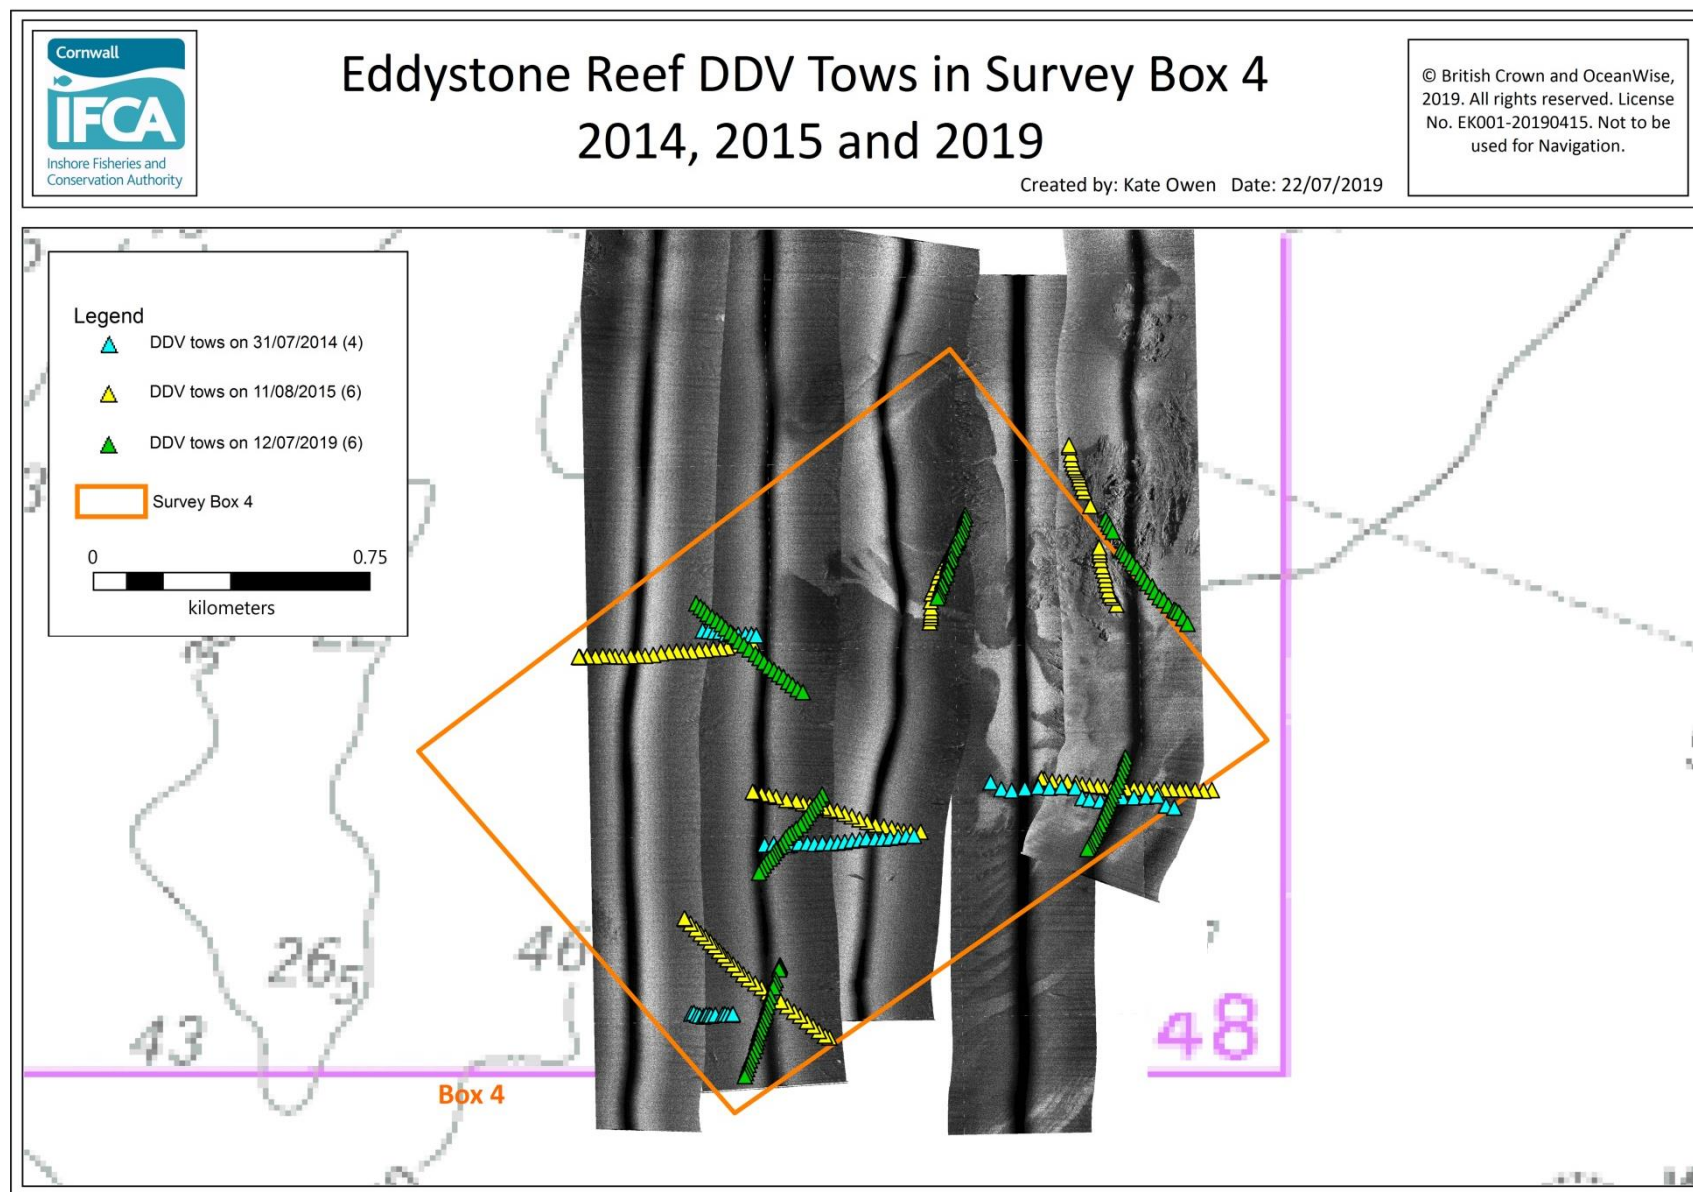 Cornwall
IFCA
Inshore Fisheries and
Conservation Authority
Eddystone Reef DDV Tows in Survey Box 4
2014, 2015 and 2019
Created by: Kate Owen Date: 22/07/2019
© British Crown and OceanWise,
2019. All rights reserved. License
No. EK001-20190415. Not to be
used for Navigation.
Legend
DDV tows on 31/07/2014 (4)
DDV tows on 11/08/2015 (6)
DDV tows on 12/07/2019 (6)
Survey Box 4
0 0.75
kilometers
26₅
46
43
48
Box 4